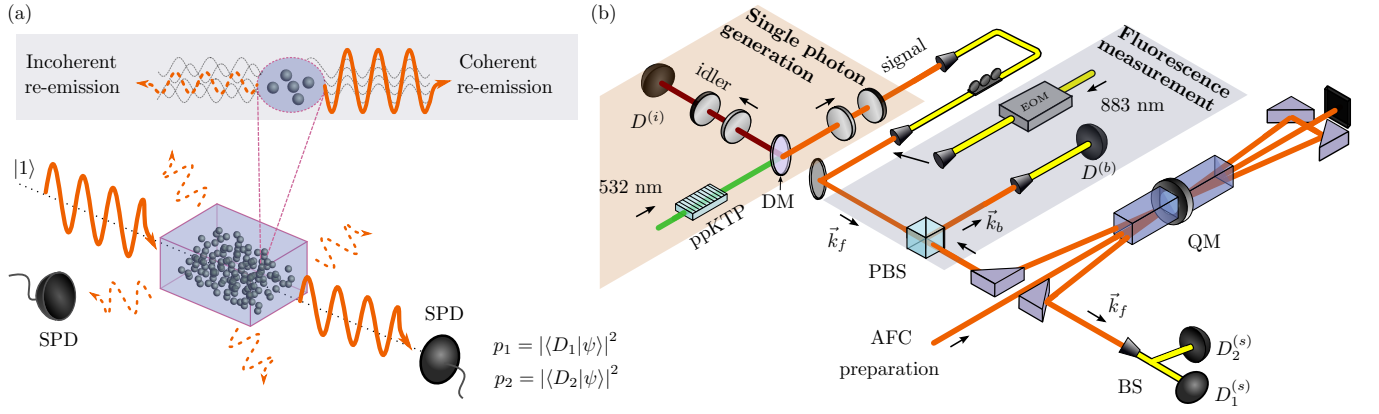 (a)
Incoherent
re-emission
Coherent
re-emission
|1⟩
SPD
SPD
p₁ = |⟨D₁|ψ⟩|²
p₂ = |⟨D₂|ψ⟩|²
(b)
Single photon
generation
signal
Fluorescence
measurement
idler
D⁽ⁱ⁾
EOM
883 nm
D⁽ᵇ⁾
532 nm
DM
ppKTP
k⃗_f
k⃗_b
PBS
QM
k⃗_f
AFC
preparation
BS
D₂⁽ˢ⁾
D₁⁽ˢ⁾